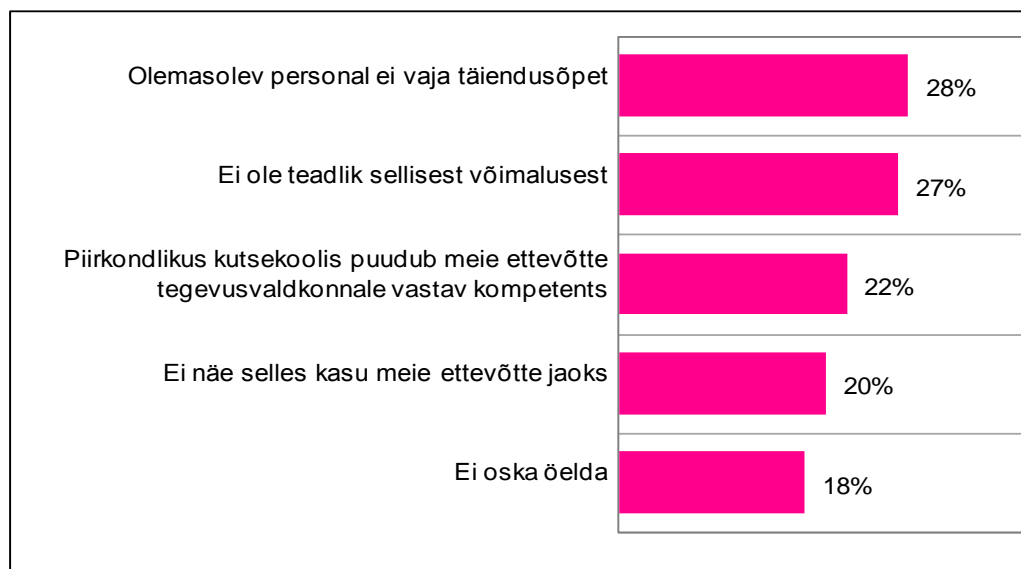 Olemasolev personal ei vaja täiendusõpet
28%
Ei ole teadlik sellisest võimalusest
27%
Piirkondlikus kutsekoolis puudub meie ettevõtte
tegevusvaldkonnale vastav kompetents
22%
Ei näe selles kasu meie ettevõtte jaoks
20%
Ei oska öelda
18%